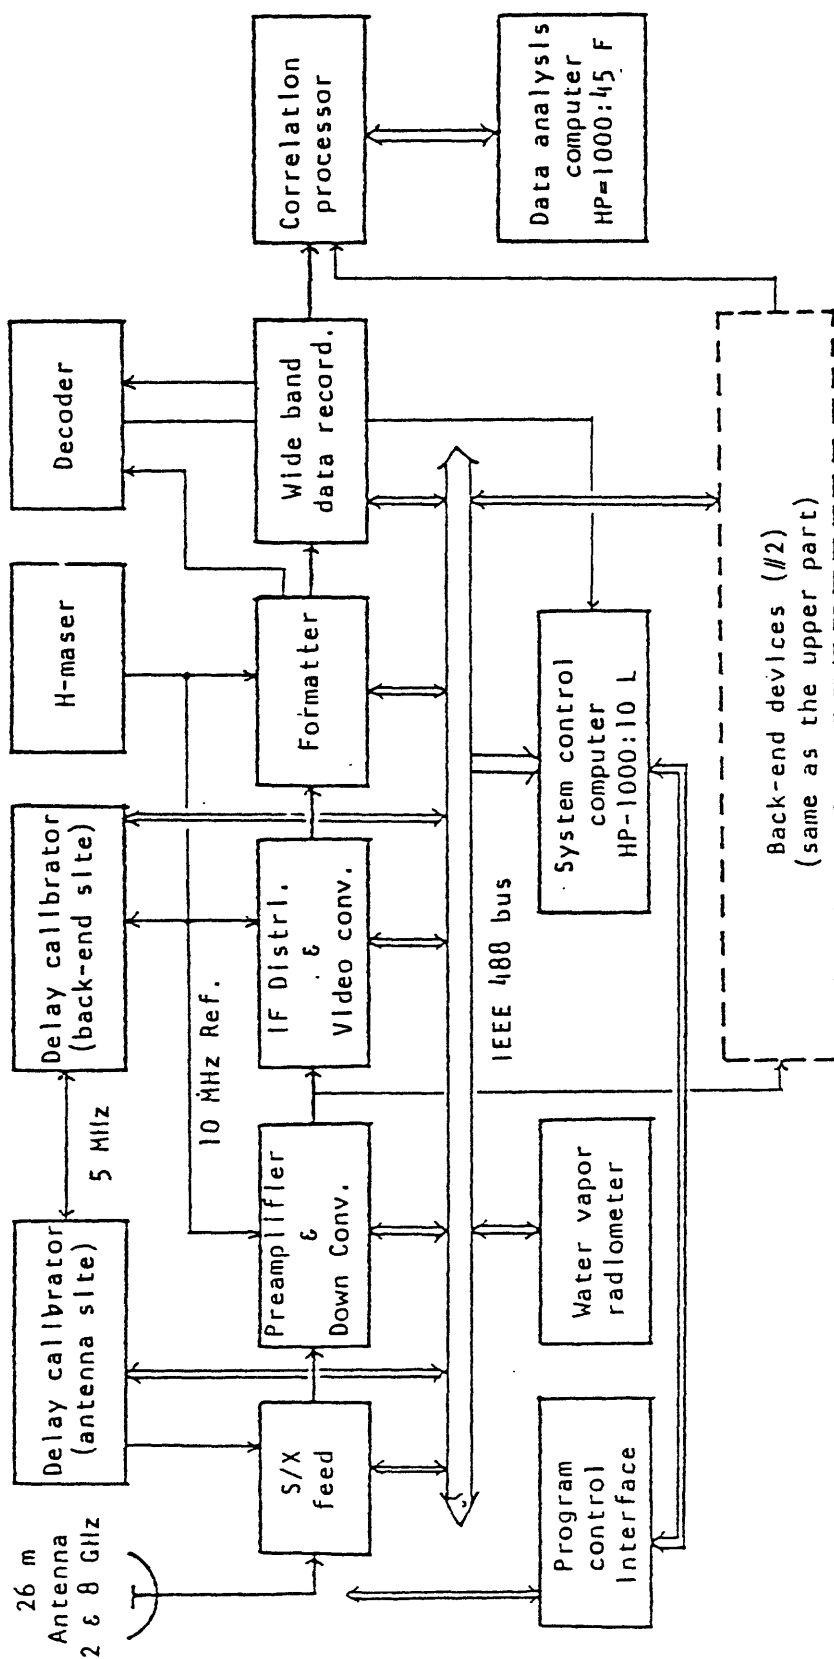 26 m
Antenna
2 & 8 GHz
Delay calibrator
(antenna site)
5 MHz
Delay calibrator
(back-end site)
H-maser
Decoder
10 MHz Ref.
S/X
feed
Preamplifier
&
Down Conv.
IF Distri.
&
Video conv.
Formatter
Wide band
data record.
Correlation
processor
IEEE 488 bus
Program
control
Interface
Water vapor
radiometer
System control
computer
HP-1000:10 L
Data analysis
computer
HP=1000:45 F
Back-end devices (#2)
(same as the upper part)